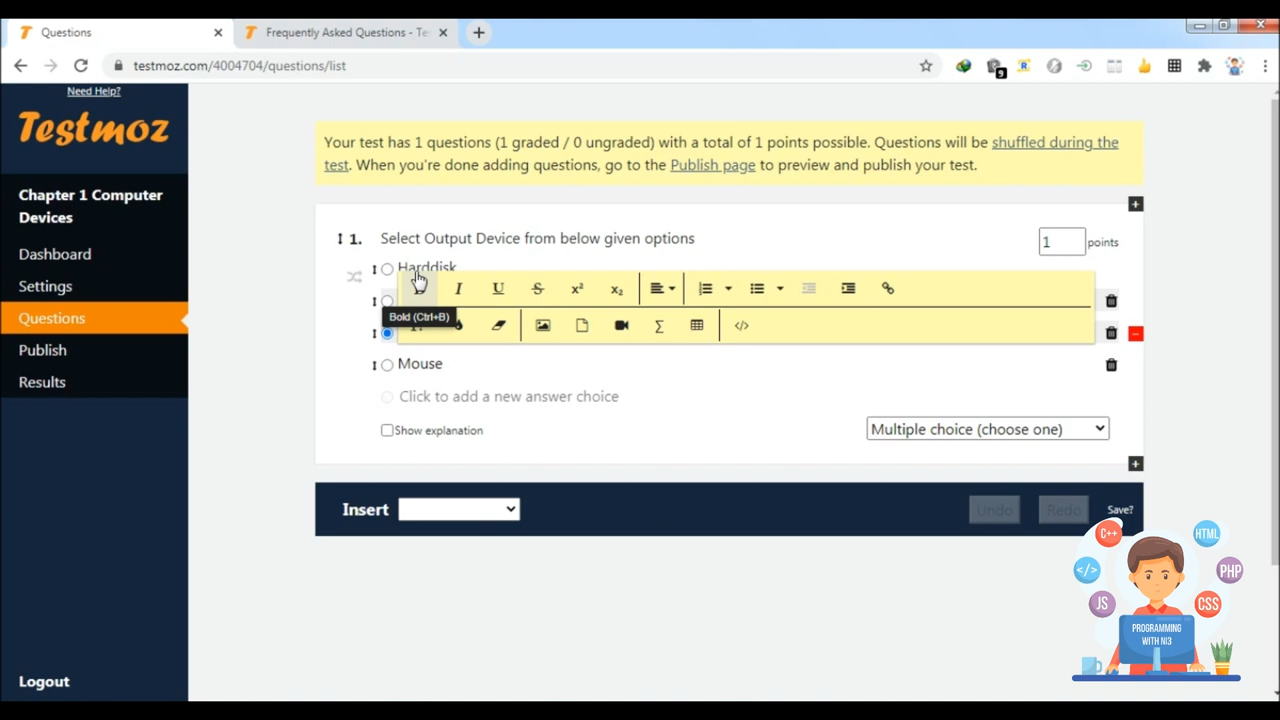 Questions
Frequently Asked Questions - Te
testmoz.com/4004704/questions/list
9
Need Help?
Testmoz
Chapter 1 Computer
Devices
Dashboard
Settings
Questions
Publish
Results
Logout
Your test has 1 questions (1 graded / 0 ungraded) with a total of 1 points possible. Questions will be shuffled during the
test. When you're done adding questions, go to the Publish page to preview and publish your test.
1. Select Output Device from below given options
1 points
Harddisk
I U S x² x₂
Bold (Ctrl+B)
Σ </>
Mouse
Click to add a new answer choice
Show explanation
Multiple choice (choose one)
Insert
Undo Redo Save?
C++ HTML
</> PHP
JS CSS
PROGRAMMING
WITH NI3